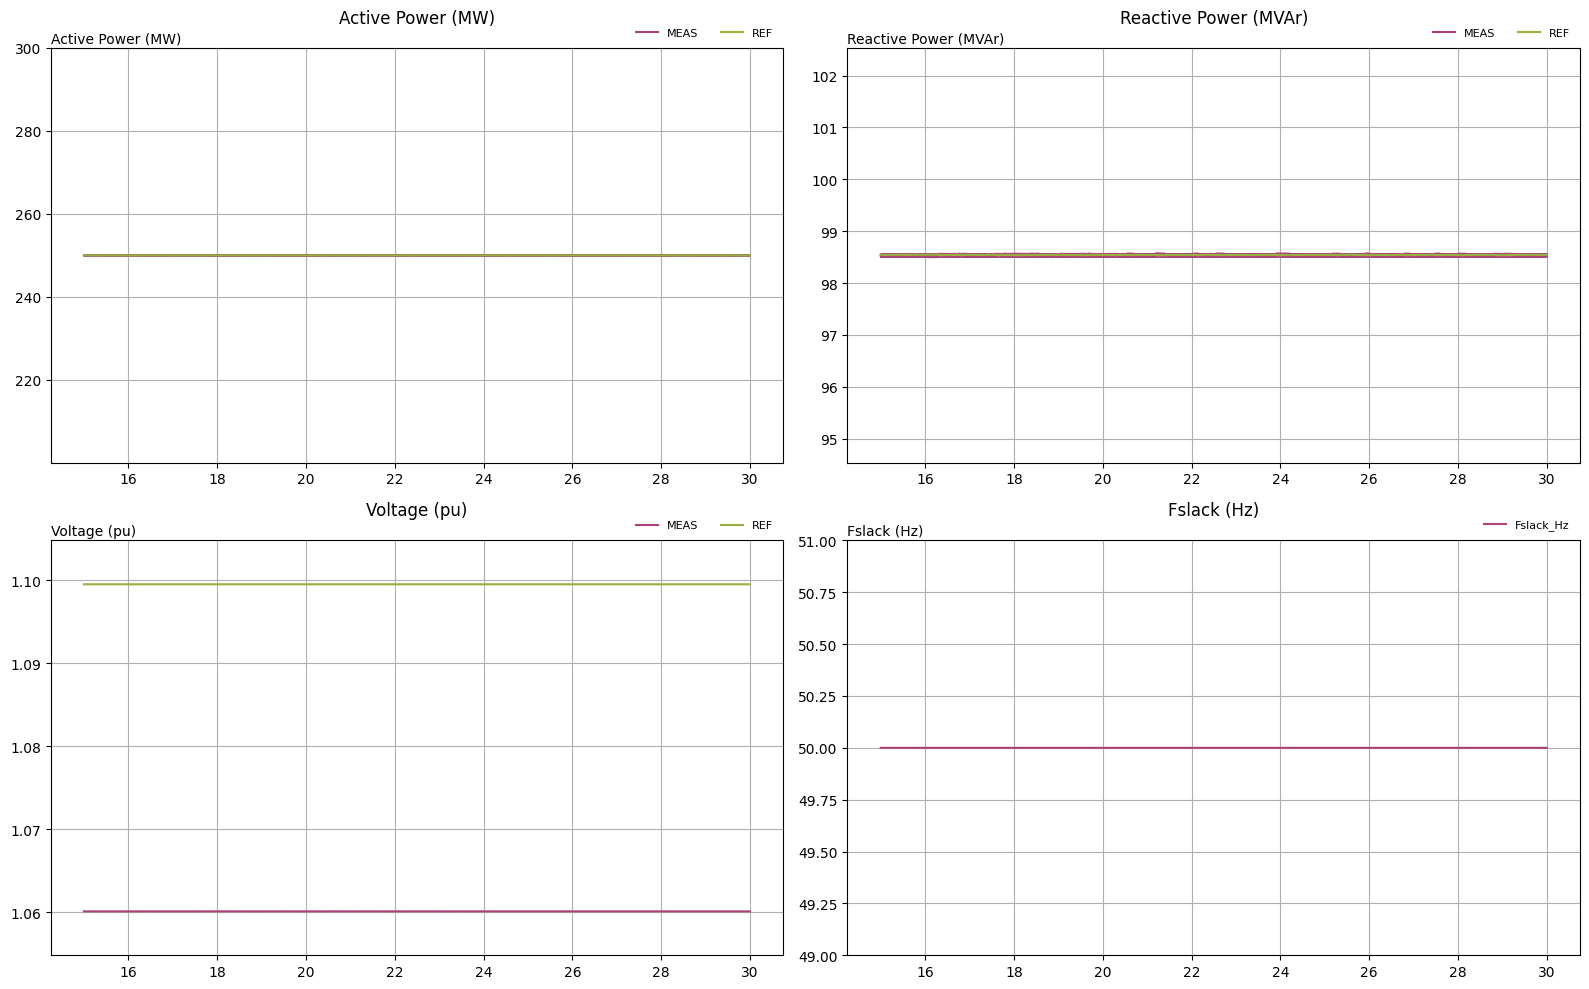 Active Power (MW)
Active Power (MW)
MEAS REF
300
280
260
240
220
16 18 20 22 24 26 28 30
Reactive Power (MVAr)
Reactive Power (MVAr)
MEAS REF
102
101
100
99
98
97
96
95
16 18 20 22 24 26 28 30
Voltage (pu)
Voltage (pu)
MEAS REF
1.10
1.09
1.08
1.07
1.06
16 18 20 22 24 26 28 30
Fslack (Hz)
Fslack (Hz)
Fslack_Hz
51.00
50.75
50.50
50.25
50.00
49.75
49.50
49.25
49.00
16 18 20 22 24 26 28 30